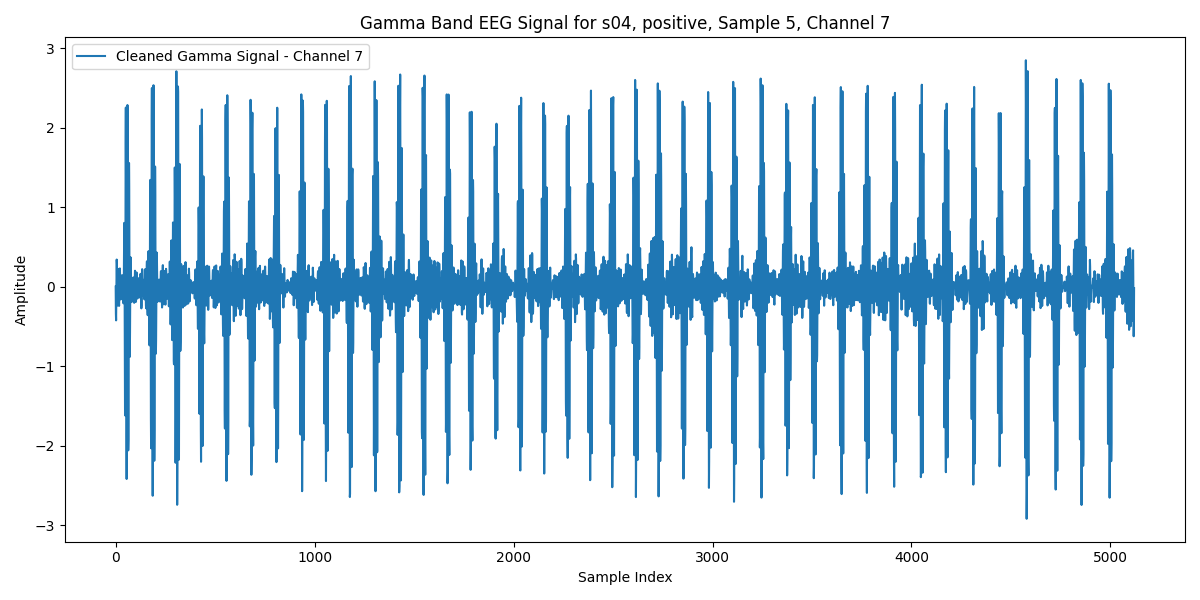 Gamma Band EEG Signal for s04, positive, Sample 5, Channel 7
Cleaned Gamma Signal - Channel 7
3
2
1
0
−1
−2
−3
Amplitude
0 1000 2000 3000 4000 5000
Sample Index